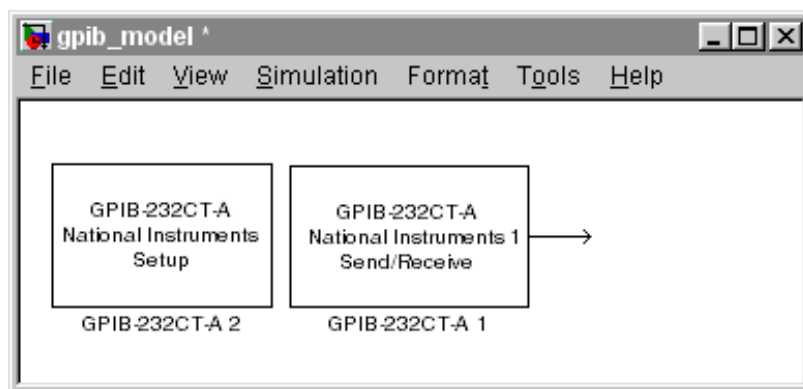 gpib_model *
File Edit View Simulation Format Tools Help
GPIB-232CT-A
National Instruments
Setup
GPIB-232CT-A 2
GPIB-232CT-A
National Instruments 1
Send/Receive
GPIB-232CT-A 1